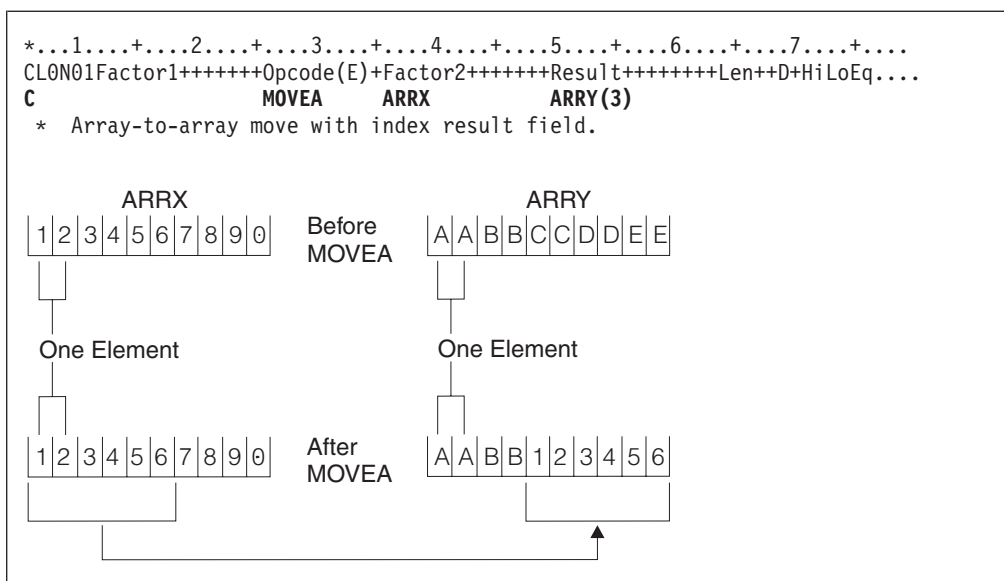 *...1....+....2....+....3....+....4....+....5....+....6....+....7....+....
CL0N01Factor1+++++++Opcode(E)+Factor2+++++++Result++++++++Len++D+HiLoEq....
C                   MOVEA     ARRX          ARRY(3)
 *  Array-to-array move with index result field.
ARRX ARRY
1 2 3 4 5 6 7 8 9 0 Before MOVEA A A B B C C D D E E
One Element One Element
1 2 3 4 5 6 7 8 9 0 After MOVEA A A B B 1 2 3 4 5 6